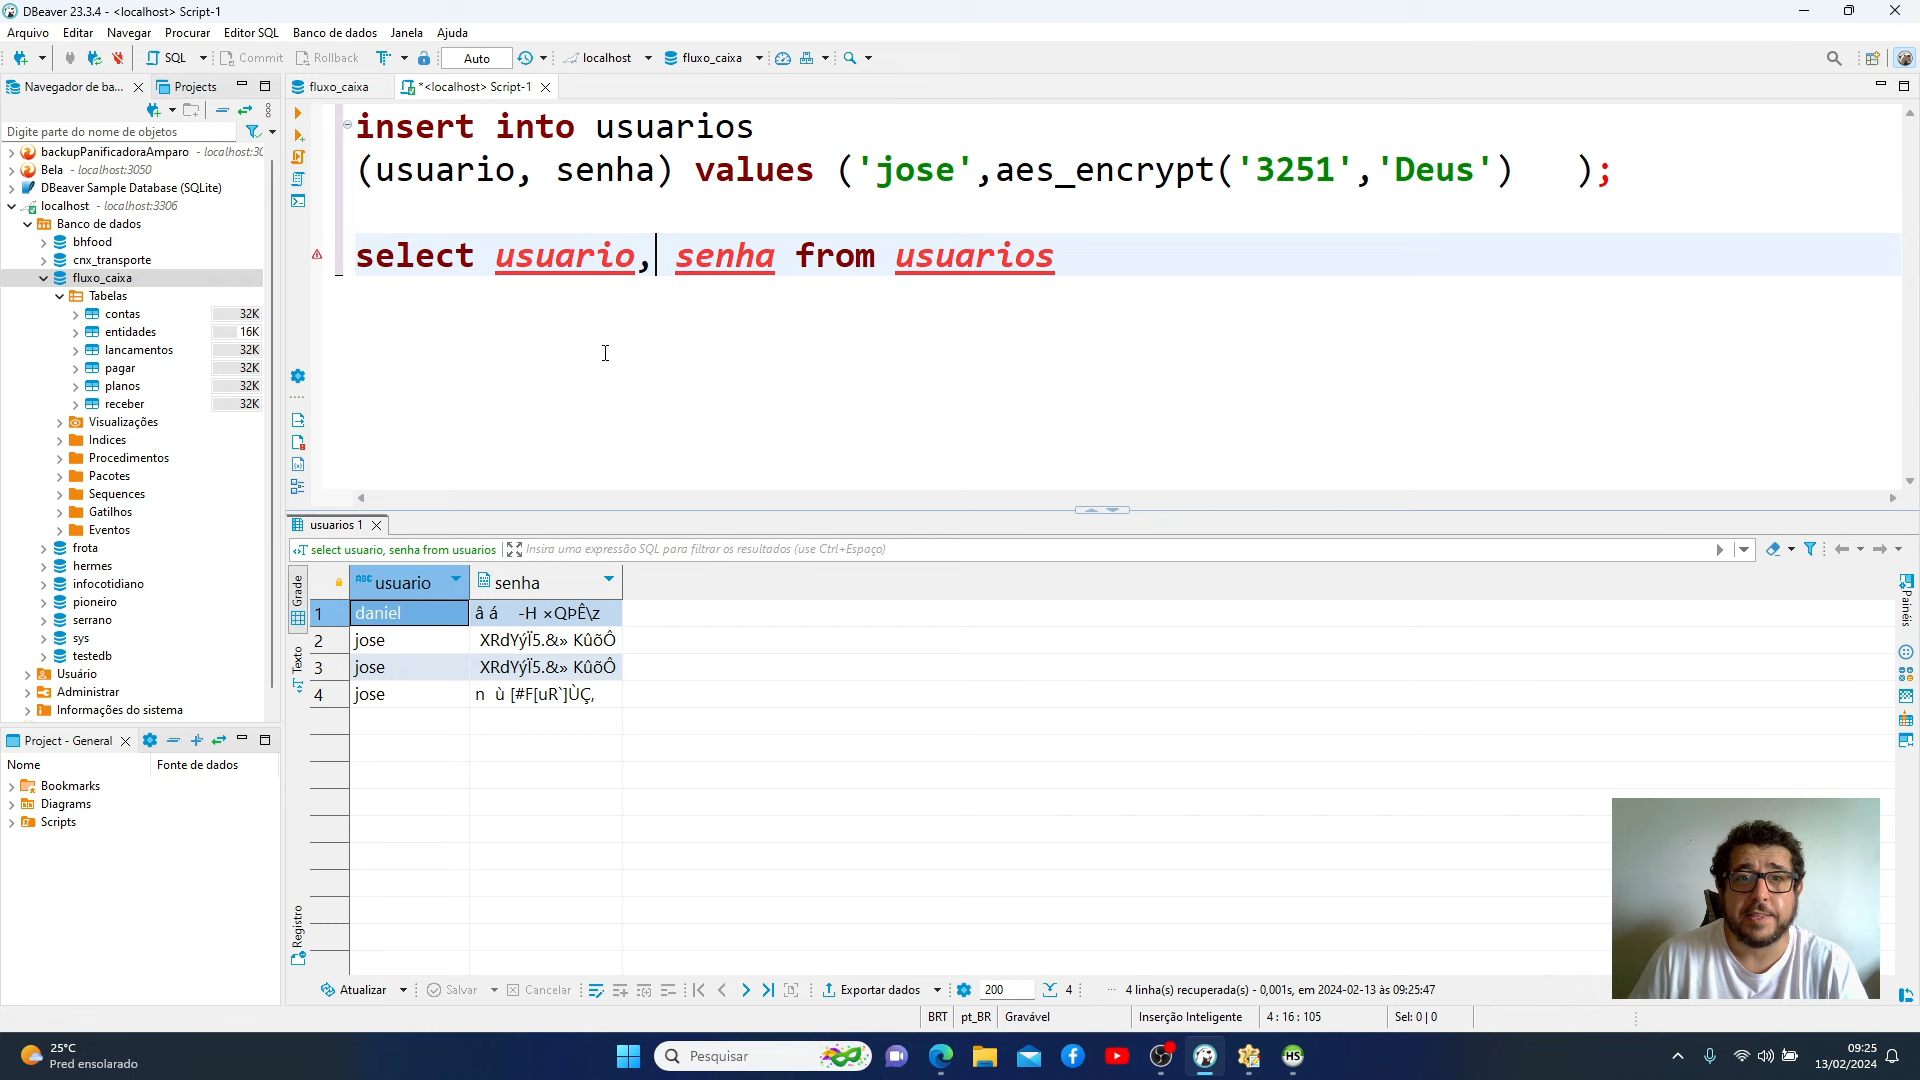 DBeaver 23.3.4 - <localhost> Script-1
Arquivo Editar Navegar Procurar Editor SQL Banco de dados Janela Ajuda
SQL Commit Rollback Auto localhost fluxo_caixa
Navegador de ba... Projects
fluxo_caixa *<localhost> Script-1
Digite parte do nome de objetos
backupPanificadoraAmparo - localhost:30
Bela - localhost:3050
DBeaver Sample Database (SQLite)
localhost - localhost:3306
Banco de dados
bhfood
cnx_transporte
fluxo_caixa
Tabelas
contas 32K
entidades 16K
lancamentos 32K
pagar 32K
planos 32K
receber 32K
Visualizações
Indices
Procedimentos
Pacotes
Sequences
Gatilhos
Eventos
frota
hermes
infocotidiano
pioneiro
serrano
sys
testedb
Usuário
Administrar
Informações do sistema
Project - General
Nome Fonte de dados
Bookmarks
Diagrams
Scripts
insert into usuarios
(usuario, senha) values ('jose',aes_encrypt('3251','Deus') );
select usuario, senha from usuarios
usuarios 1
select usuario, senha from usuarios Insira uma expressão SQL para filtrar os resultados (use Ctrl+Espaço)
Grade
Texto
Registro
Painéis
ABC usuario senha
1 daniel â á -H ×QÞÊ\z
2 jose XRdYýÏ5.&» KûõÔ
3 jose XRdYýÏ5.&» KûõÔ
4 jose n ù [#F[uR`]ÙÇ,
Atualizar Salvar Cancelar Exportar dados 200 4 ... 4 linha(s) recuperada(s) - 0,001s, em 2024-02-13 às 09:25:47
BRT pt_BR Gravável Inserção Inteligente 4 : 16 : 105 Sel: 0 | 0
25°C
Pred ensolarado
Pesquisar
HS
09:25
13/02/2024